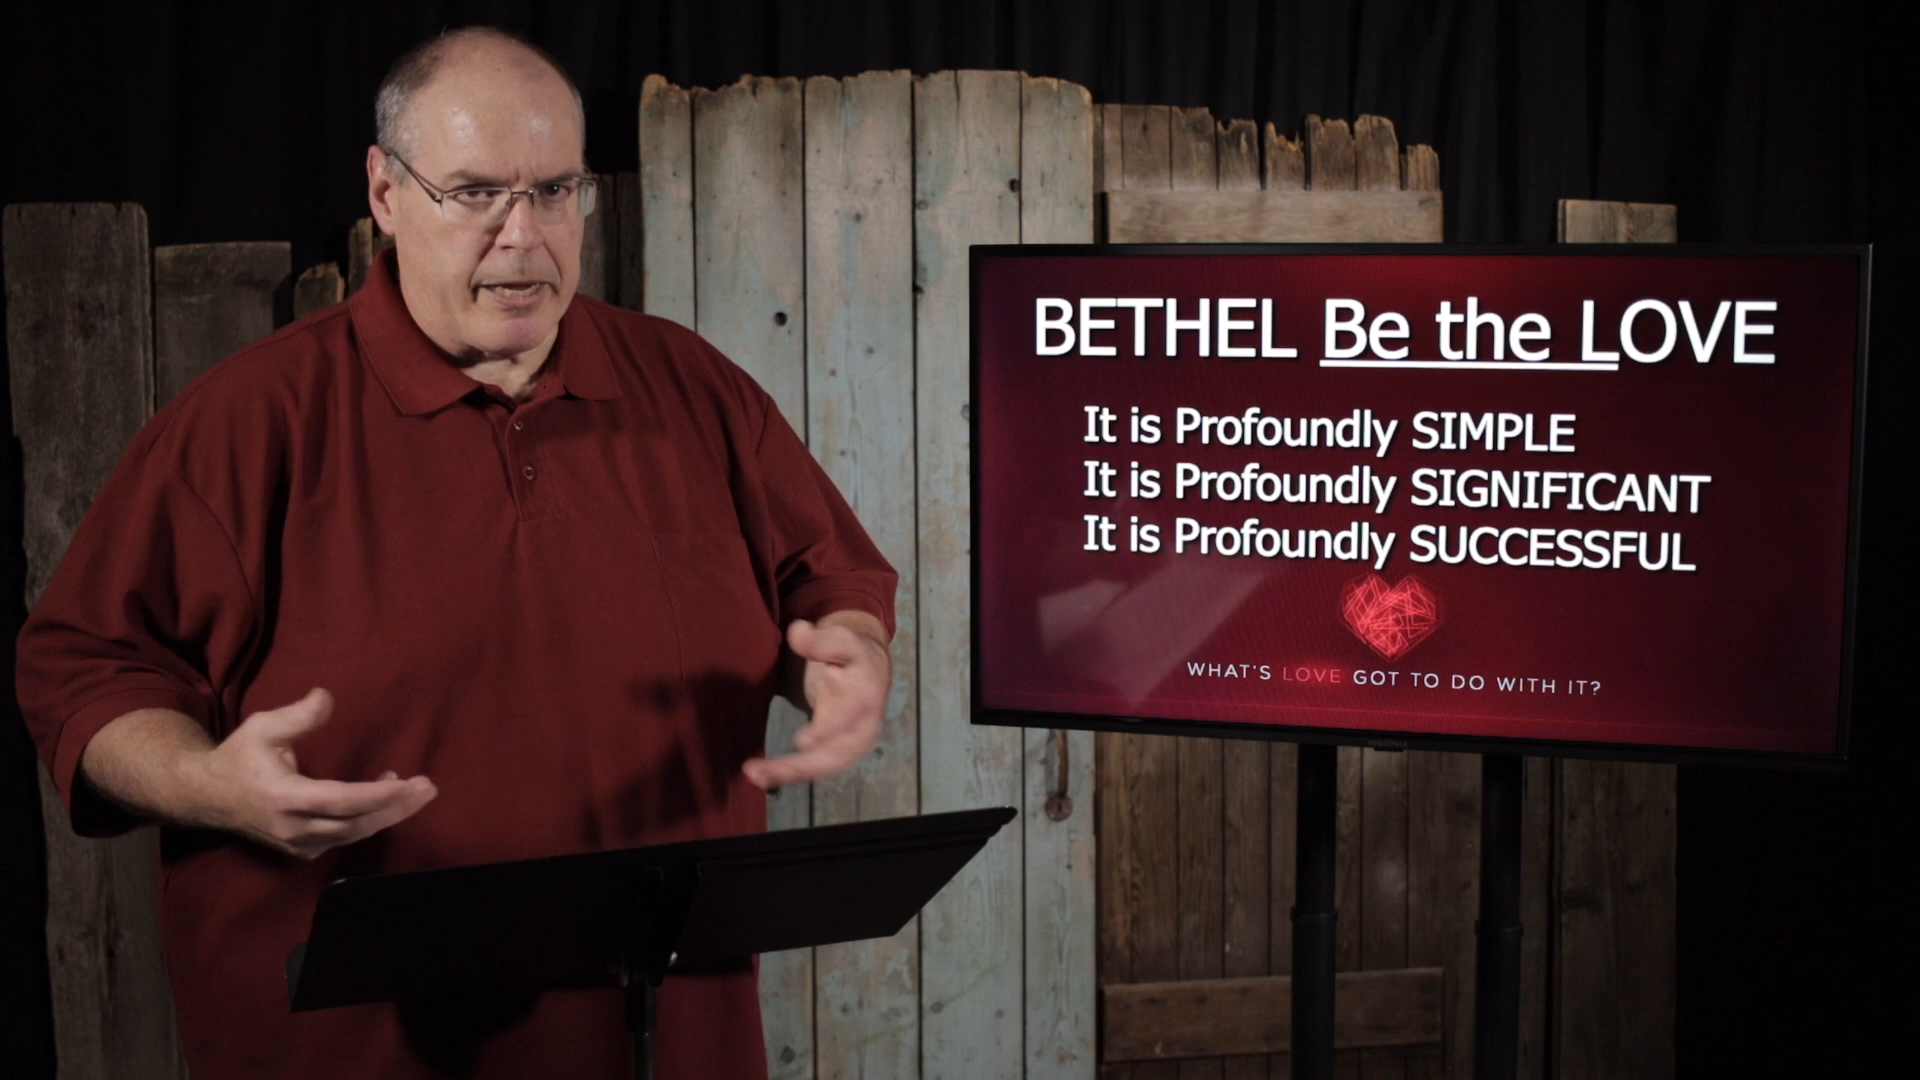 BETHEL Be the LOVE
It is Profoundly SIMPLE
It is Profoundly SIGNIFICANT
It is Profoundly SUCCESSFUL
WHAT'S LOVE GOT TO DO WITH IT?
INSIGNIA